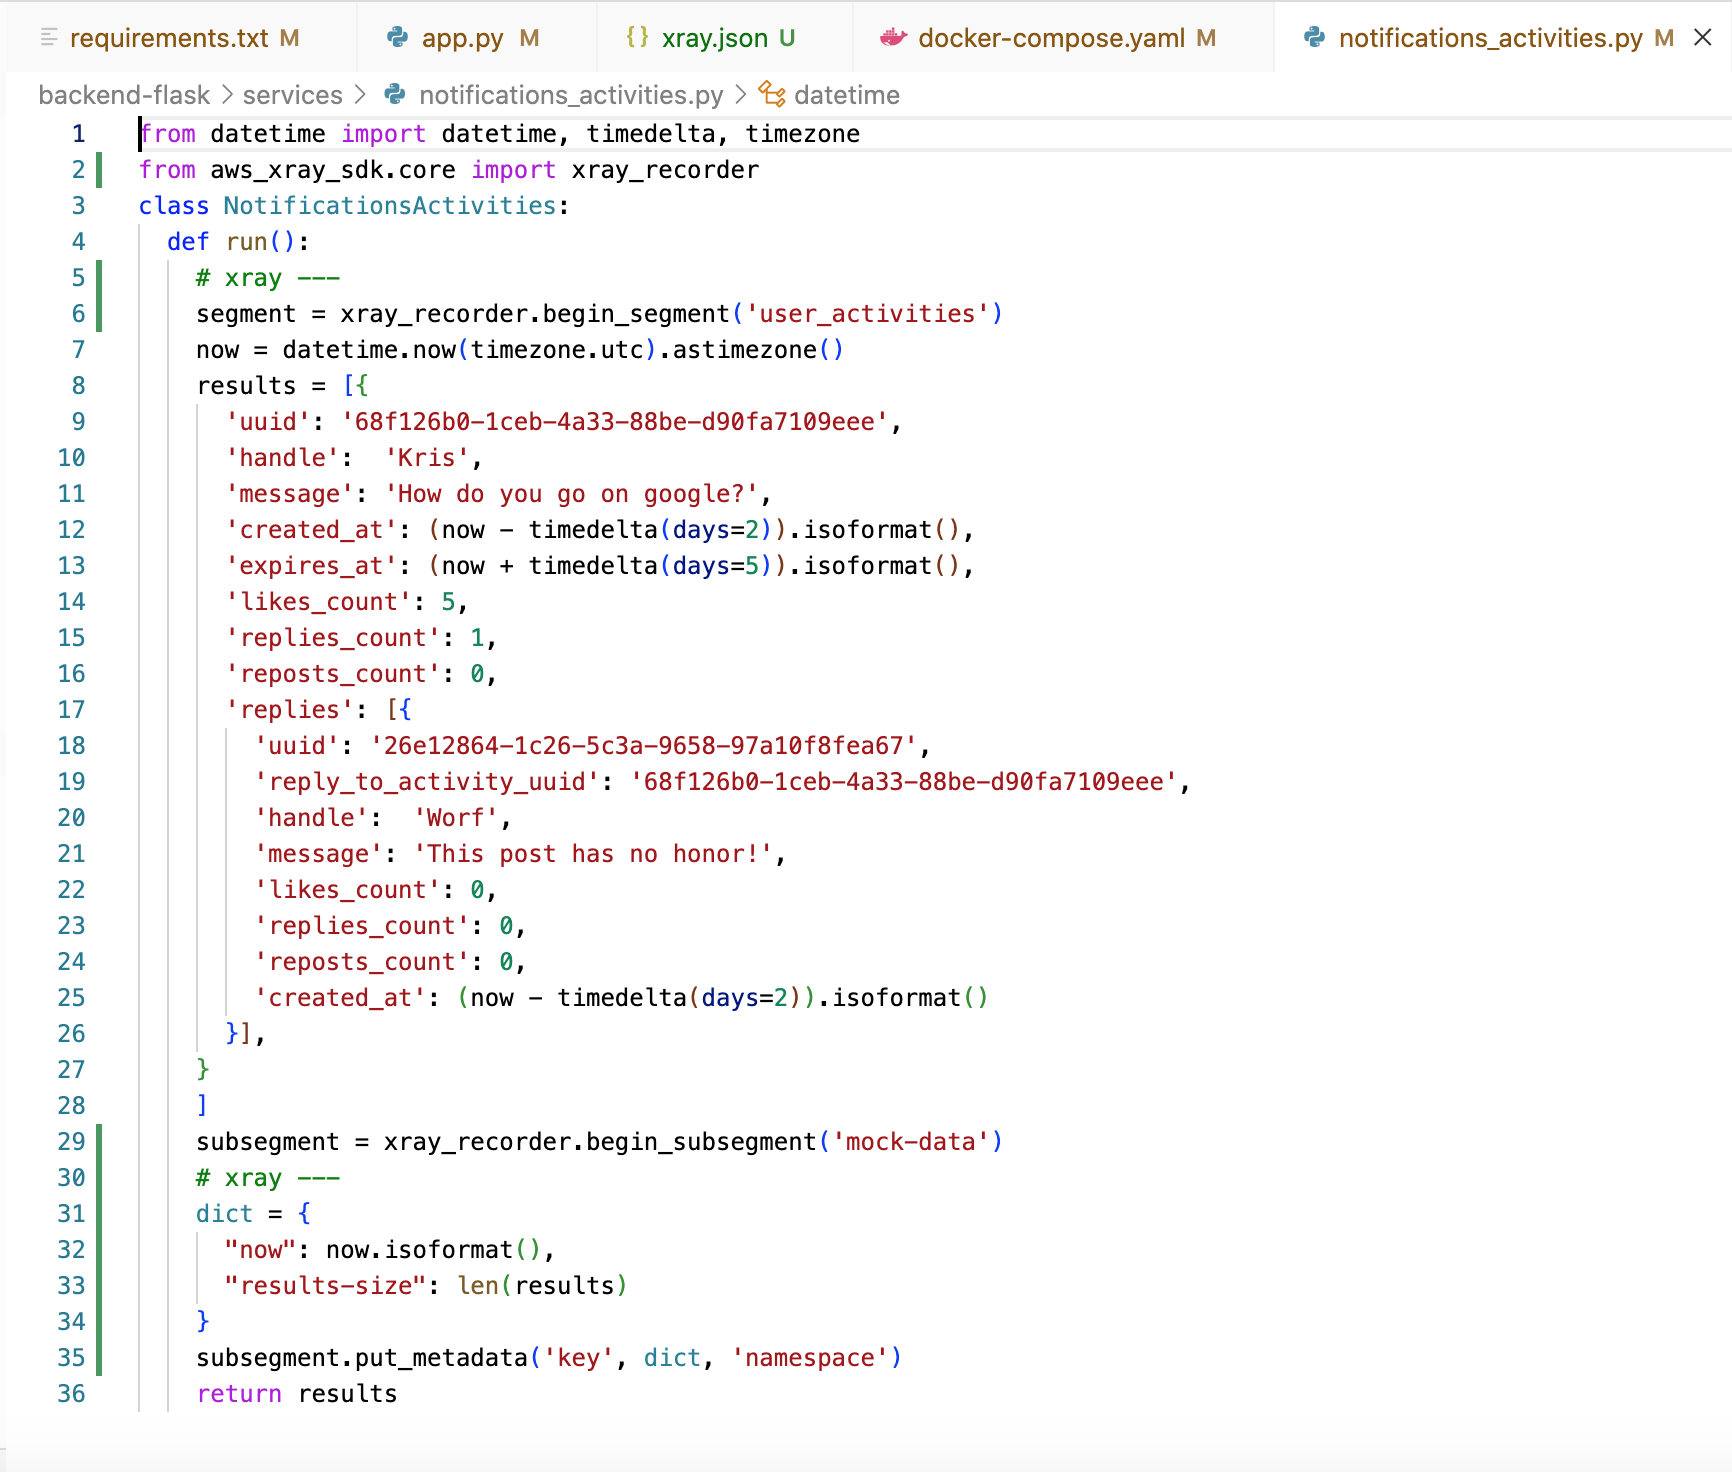 requirements.txt M app.py M {} xray.json U docker-compose.yaml M notifications_activities.py M
backend-flask > services > notifications_activities.py > datetime
1 from datetime import datetime, timedelta, timezone
2 from aws_xray_sdk.core import xray_recorder
3 class NotificationsActivities:
4   def run():
5     # xray ---
6     segment = xray_recorder.begin_segment('user_activities')
7     now = datetime.now(timezone.utc).astimezone()
8     results = [{
9       'uuid': '68f126b0-1ceb-4a33-88be-d90fa7109eee',
10       'handle':  'Kris',
11       'message': 'How do you go on google?',
12       'created_at': (now - timedelta(days=2)).isoformat(),
13       'expires_at': (now + timedelta(days=5)).isoformat(),
14       'likes_count': 5,
15       'replies_count': 1,
16       'reposts_count': 0,
17       'replies': [{
18         'uuid': '26e12864-1c26-5c3a-9658-97a10f8fea67',
19         'reply_to_activity_uuid': '68f126b0-1ceb-4a33-88be-d90fa7109eee',
20         'handle':  'Worf',
21         'message': 'This post has no honor!',
22         'likes_count': 0,
23         'replies_count': 0,
24         'reposts_count': 0,
25         'created_at': (now - timedelta(days=2)).isoformat()
26       }],
27     }
28     ]
29     subsegment = xray_recorder.begin_subsegment('mock-data')
30     # xray ---
31     dict = {
32       "now": now.isoformat(),
33       "results-size": len(results)
34     }
35     subsegment.put_metadata('key', dict, 'namespace')
36     return results